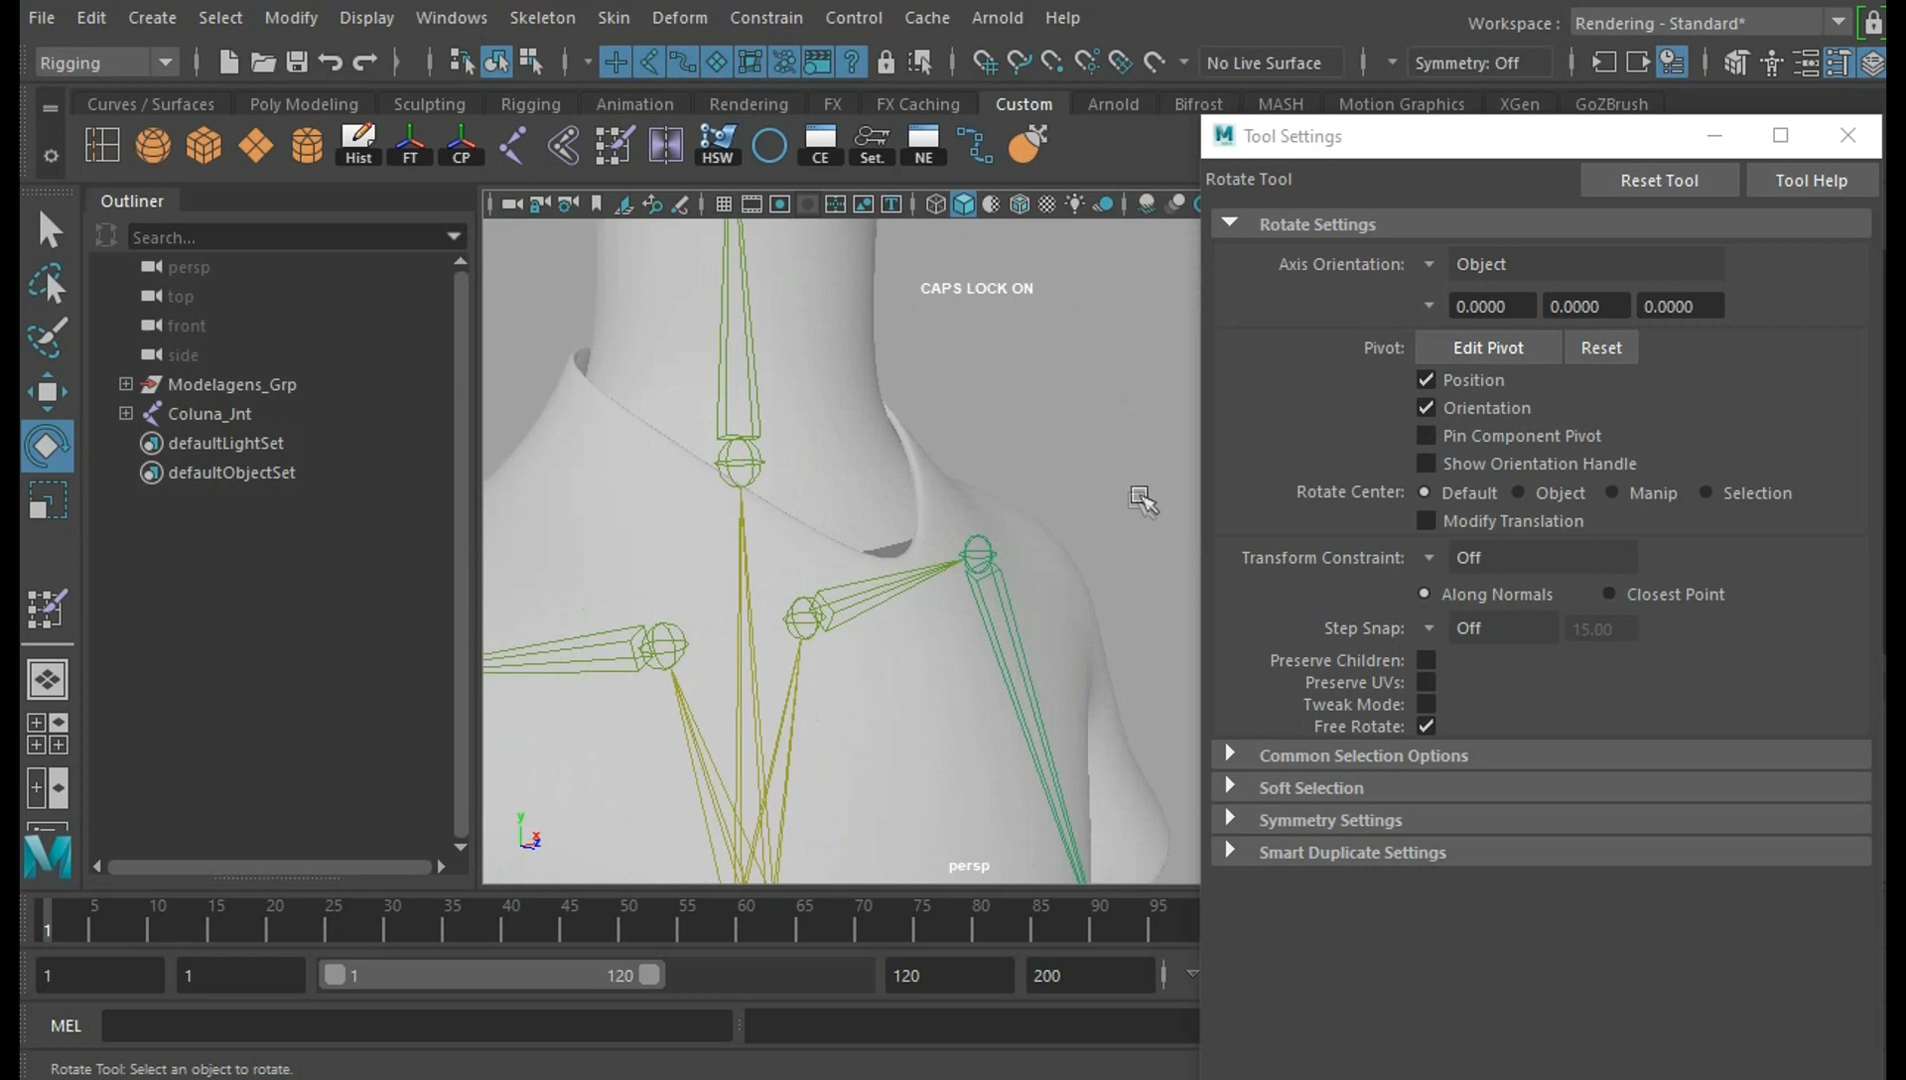 File Edit Create Select Modify Display Windows Skeleton Skin Deform Constrain Control Cache Arnold Help
Workspace : Rendering - Standard*
Rigging
No Live Surface
Symmetry: Off
Curves / Surfaces Poly Modeling Sculpting Rigging Animation Rendering FX FX Caching Custom Arnold Bifrost MASH Motion Graphics XGen GoZBrush
Hist FT CP HSW CE Set. NE
Tool Settings
Rotate Tool
Reset Tool
Tool Help
Outliner
Search...
persp
top
front
side
Modelagens_Grp
Coluna_Jnt
defaultLightSet
defaultObjectSet
CAPS LOCK ON
y
x
z
persp
Rotate Settings
Axis Orientation: Object
0.0000 0.0000 0.0000
Pivot: Edit Pivot Reset
Position
Orientation
Pin Component Pivot
Show Orientation Handle
Rotate Center: Default Object Manip Selection
Modify Translation
Transform Constraint: Off
Along Normals Closest Point
Step Snap: Off 15.00
Preserve Children:
Preserve UVs:
Tweak Mode:
Free Rotate:
Common Selection Options
Soft Selection
Symmetry Settings
Smart Duplicate Settings
5 10 15 20 25 30 35 40 45 50 55 60 65 70 75 80 85 90 95
1
1 1 1 120 120 200
MEL
Rotate Tool: Select an object to rotate.